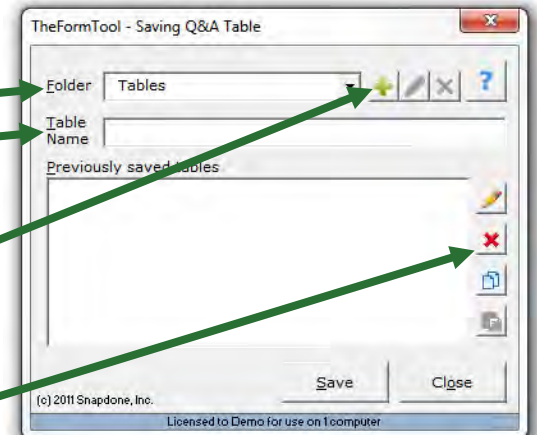 TheFormTool - Saving Q&A Table
Folder Tables
?
Table
Name
Previously saved tables
Save Close
(c) 2011 Snapdone, Inc.
Licensed to Demo for use on 1 computer